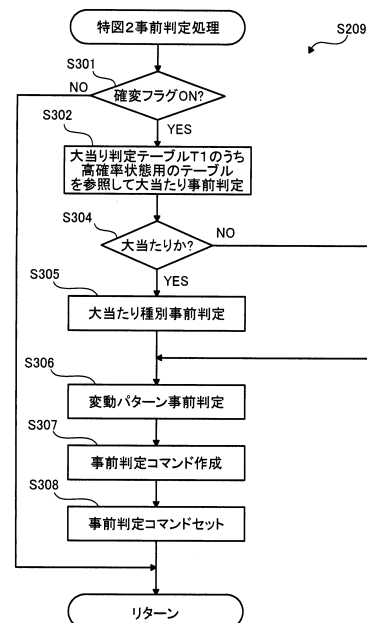 特図2事前判定処理
S209
S301
NO
確変フラグON?
YES
S302
大当り判定テーブルT1のうち
高確率状態用のテーブル
を参照して大当たり事前判定
S304
NO
大当たりか?
YES
S305
大当たり種別事前判定
S306
変動パターン事前判定
S307
事前判定コマンド作成
S308
事前判定コマンドセット
リターン